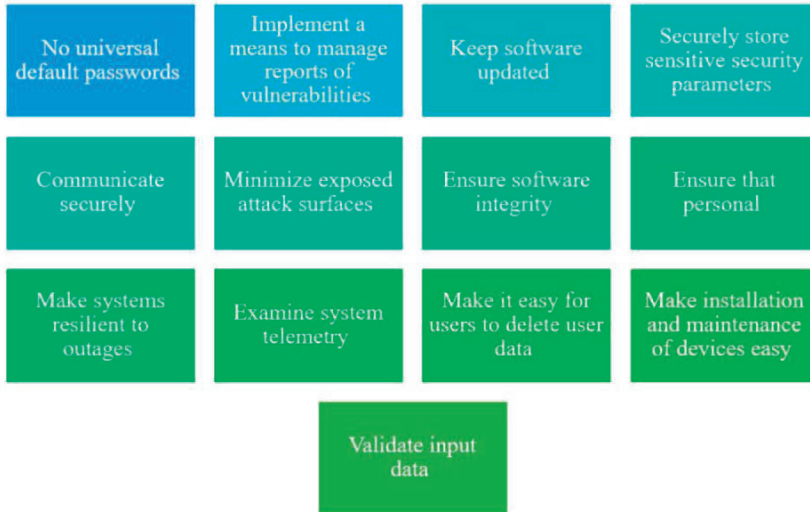 No universal
default passwords
Implement a
means to manage
reports of
vulnerabilities
Keep software
updated
Securely store
sensitive security
parameters
Communicate
securely
Minimize exposed
attack surfaces
Ensure software
integrity
Ensure that
personal
Make systems
resilient to
outages
Examine system
telemetry
Make it easy for
users to delete user
data
Make installation
and maintenance
of devices easy
Validate input
data